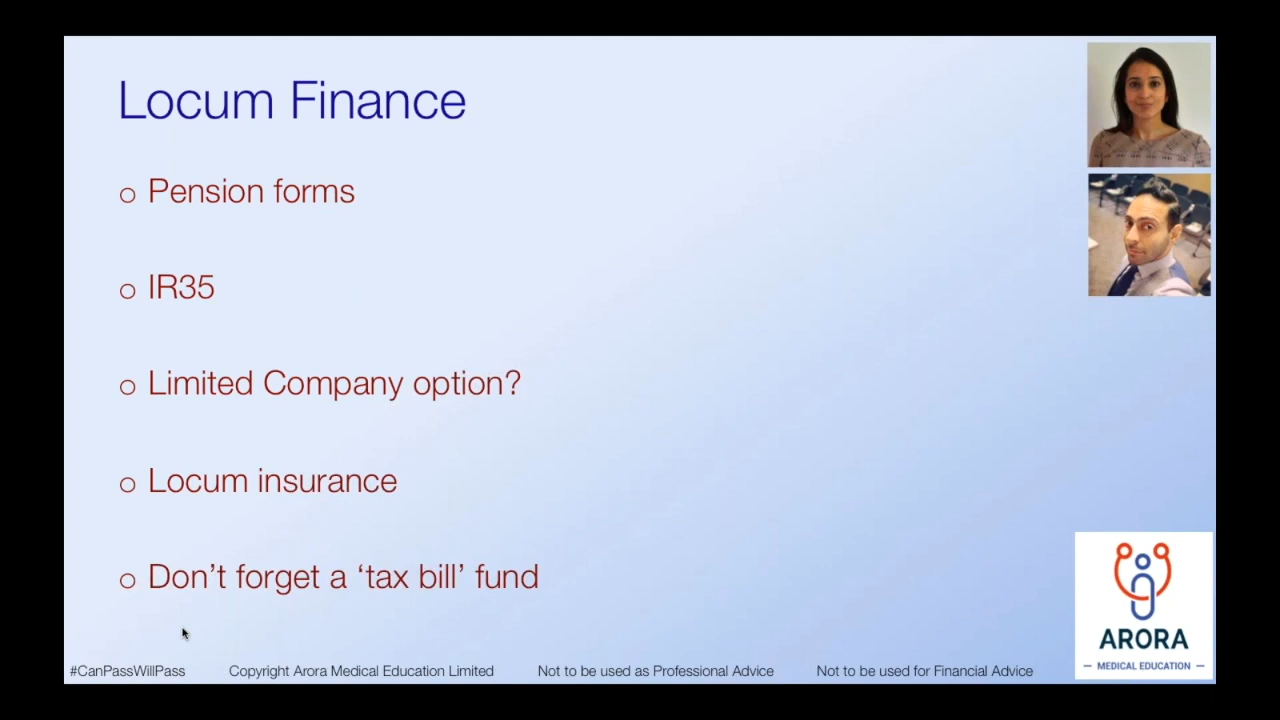 Locum Finance
o Pension forms
o IR35
o Limited Company option?
o Locum insurance
o Don’t forget a ‘tax bill’ fund
ARORA
— MEDICAL EDUCATION —
#CanPassWillPass Copyright Arora Medical Education Limited Not to be used as Professional Advice Not to be used for Financial Advice